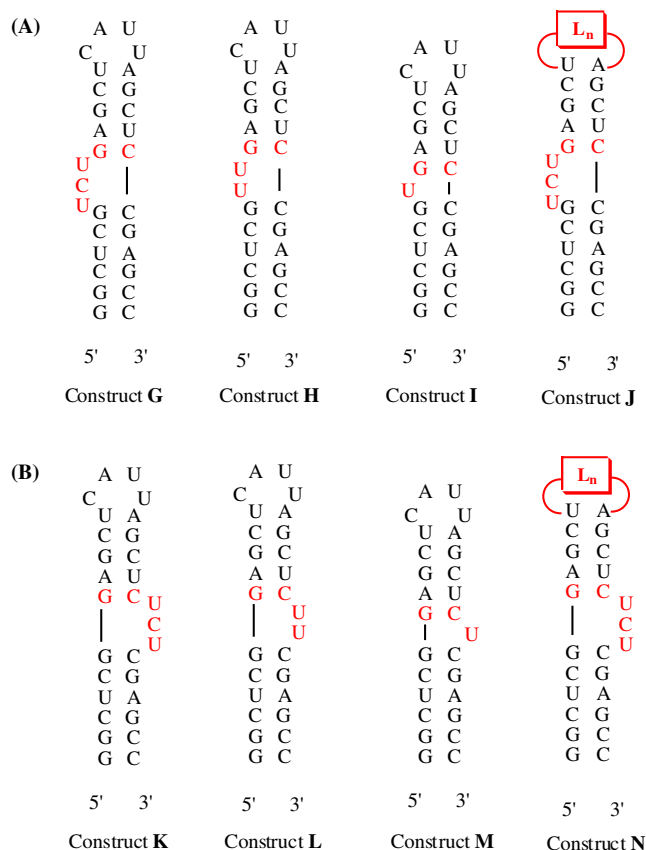 (A)
A U
C U
U A
C G
G C
A U
G C
U
C
U
G C
C G
U A
C G
G C
G C
5' 3'
Construct G
A U
C U
U A
C G
G C
A U
G C
U
U
G C
C G
U A
C G
G C
G C
5' 3'
Construct H
A U
C U
U A
C G
G C
A U
G C
U
G C
C G
U A
C G
G C
G C
5' 3'
Construct I
Ln
U A
C G
G C
A U
G C
U
C
U
G C
C G
U A
C G
G C
G C
5' 3'
Construct J
(B)
A U
C U
U A
C G
G C
A U
G C
U
C
U
G C
C G
U A
C G
G C
G C
5' 3'
Construct K
A U
C U
U A
C G
G C
A U
G C
U
U
G C
C G
U A
C G
G C
G C
5' 3'
Construct L
A U
C U
U A
C G
G C
A U
G C
U
G C
C G
U A
C G
G C
G C
5' 3'
Construct M
Ln
U A
C G
G C
A U
G C
U
C
U
G C
C G
U A
C G
G C
G C
5' 3'
Construct N